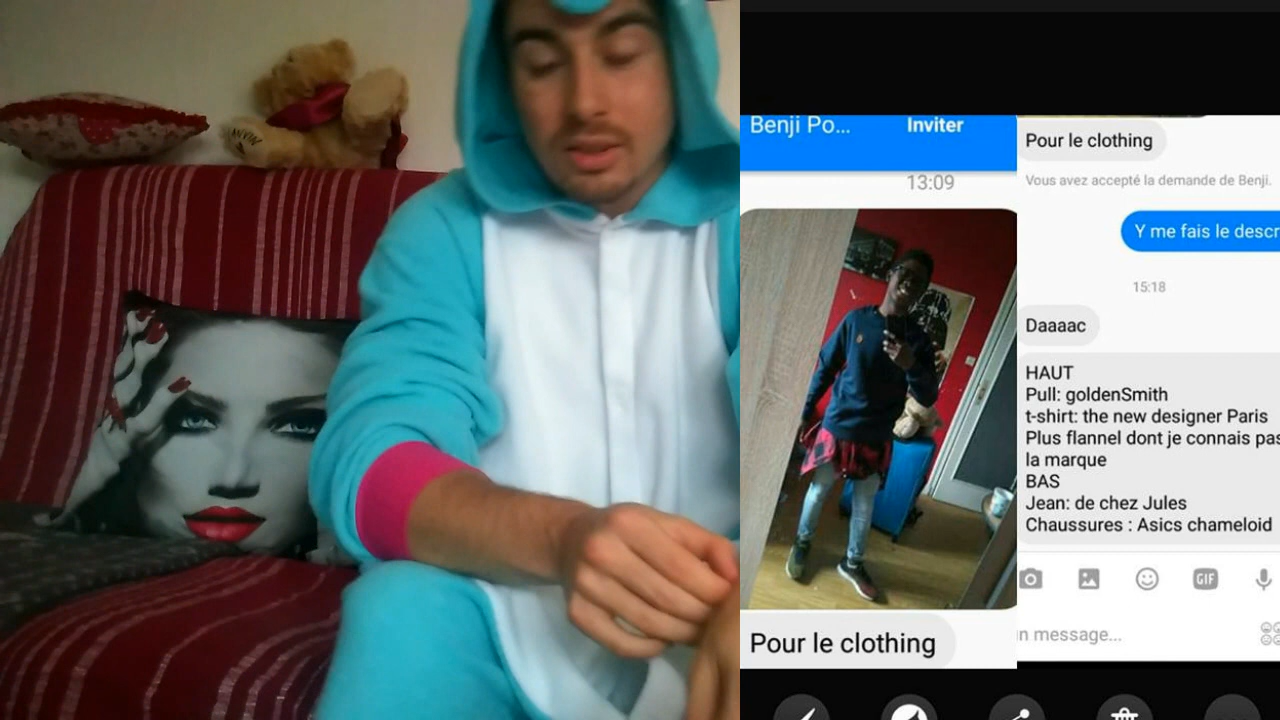 Benji Po...
Inviter
13:09
Pour le clothing
Pour le clothing
Vous avez accepté la demande de Benji.
Y me fais le descr
15:18
Daaaac
HAUT
Pull: goldenSmith
t-shirt: the new designer Paris
Plus flannel dont je connais pas
la marque
BAS
Jean: de chez Jules
Chaussures : Asics chameloid
GIF
n message...